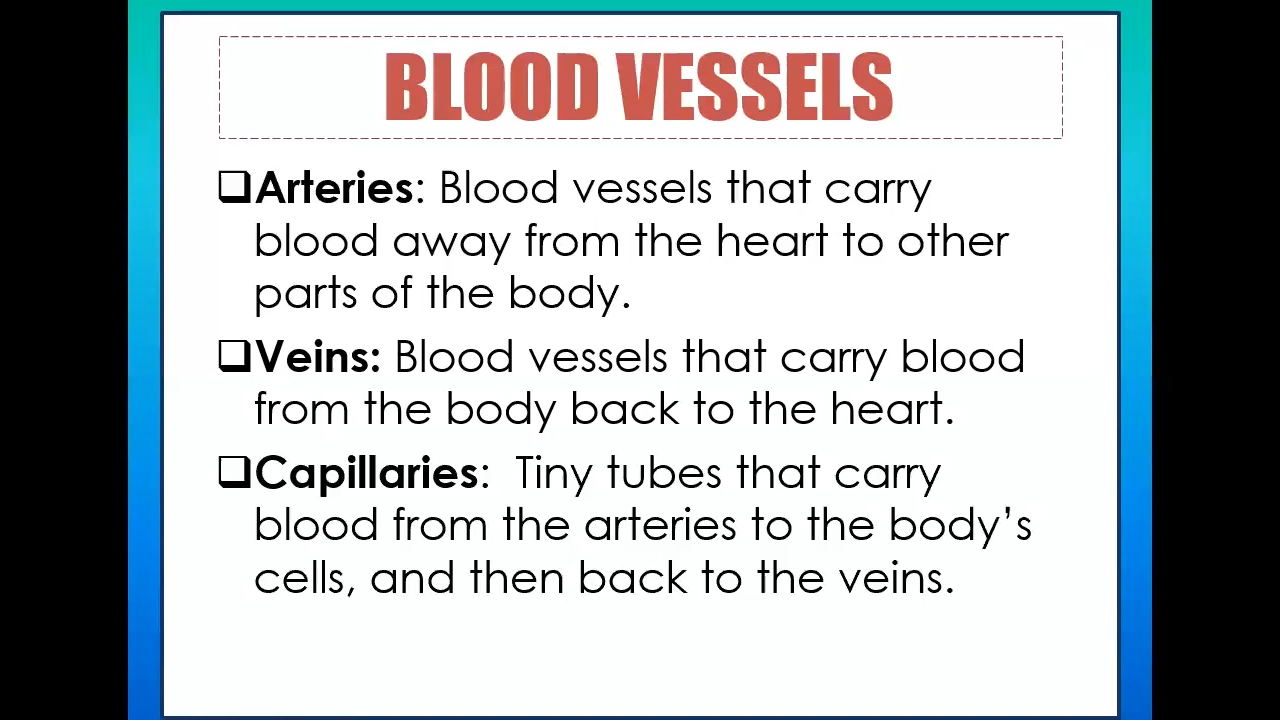 BLOOD VESSELS
❑Arteries: Blood vessels that carry
blood away from the heart to other
parts of the body.
❑Veins: Blood vessels that carry blood
from the body back to the heart.
❑Capillaries:  Tiny tubes that carry
blood from the arteries to the body’s
cells, and then back to the veins.